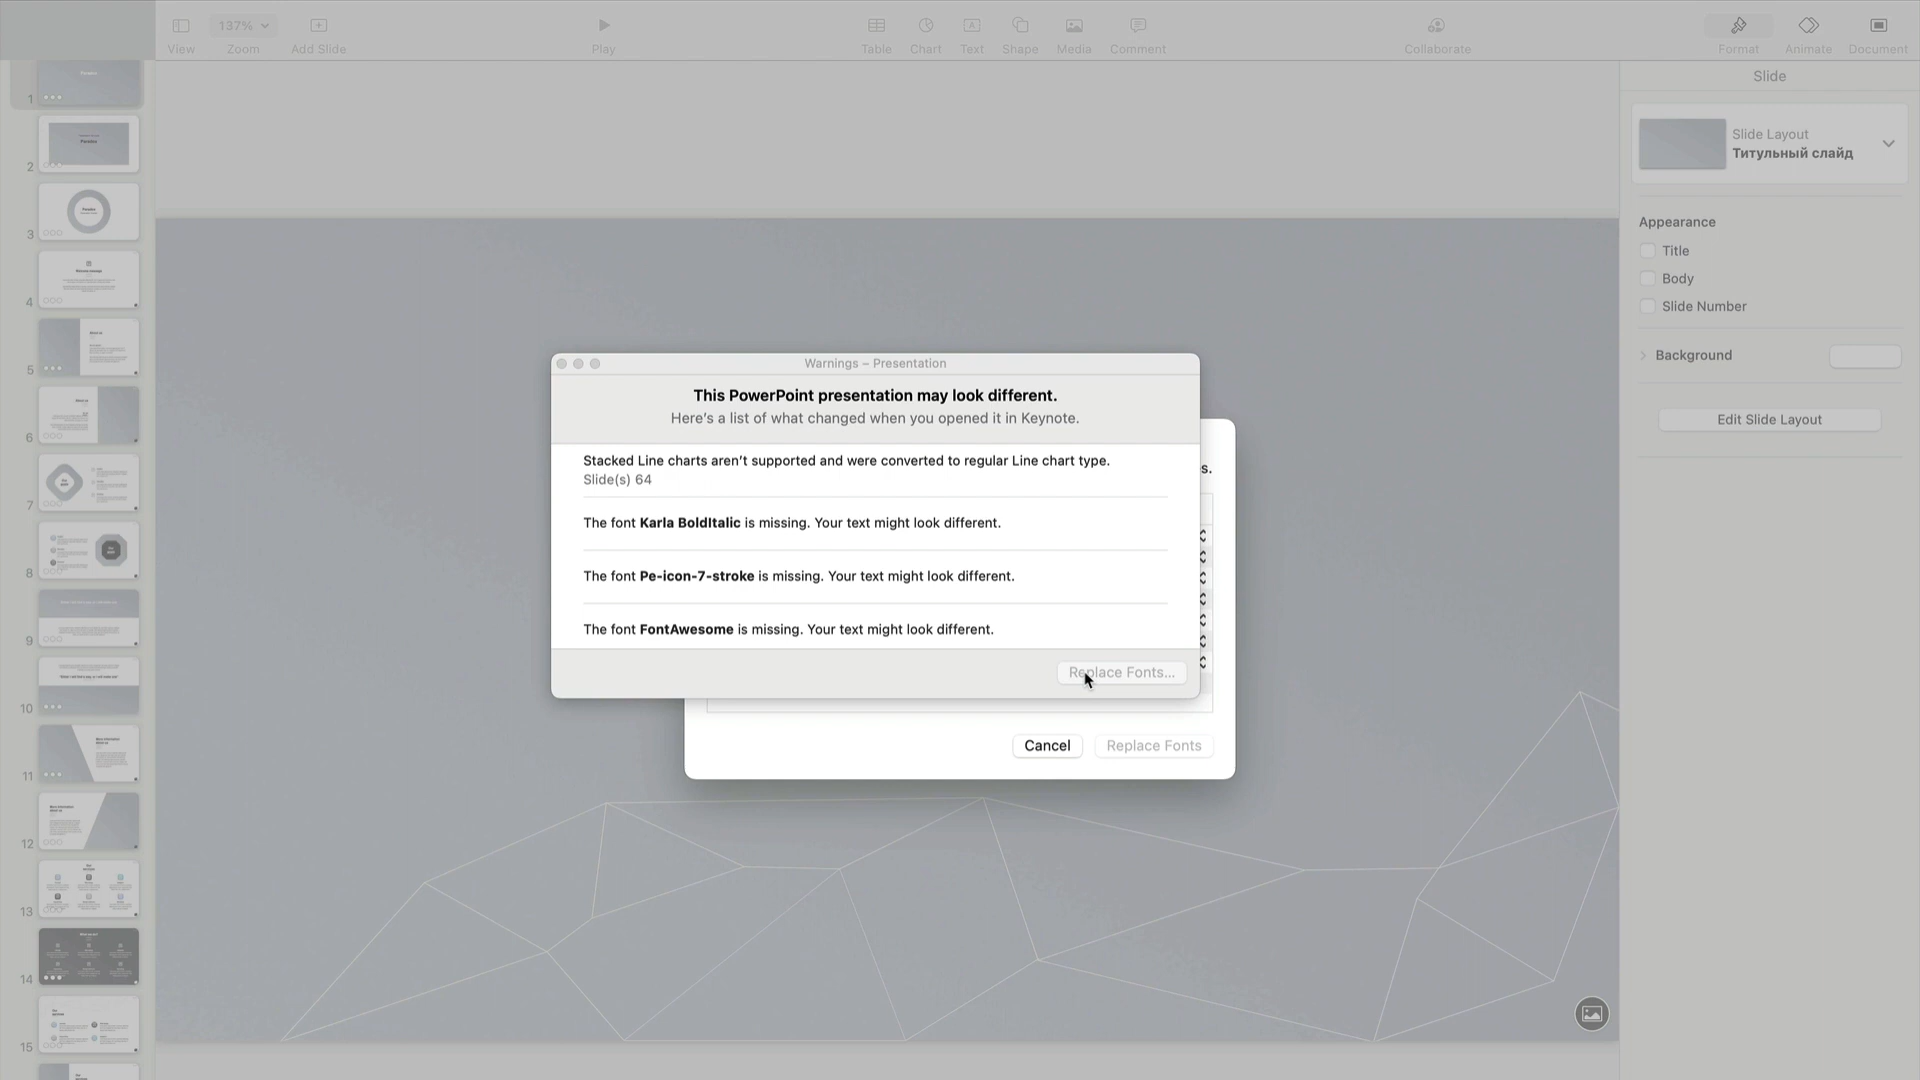 137%
View
Zoom
Add Slide
Play
Table
Chart
Text
Shape
Media
Comment
Collaborate
Format
Animate
Document
Slide
Slide Layout
Титульный слайд
Appearance
Title
Body
Slide Number
Background
Edit Slide Layout
1
2
3
4
5
6
7
8
9
10
11
12
13
14
15
Warnings – Presentation
This PowerPoint presentation may look different.
Here's a list of what changed when you opened it in Keynote.
Stacked Line charts aren't supported and were converted to regular Line chart type.
Slide(s) 64
The font Karla BoldItalic is missing. Your text might look different.
The font Pe-icon-7-stroke is missing. Your text might look different.
The font FontAwesome is missing. Your text might look different.
Replace Fonts...
s.
Cancel
Replace Fonts